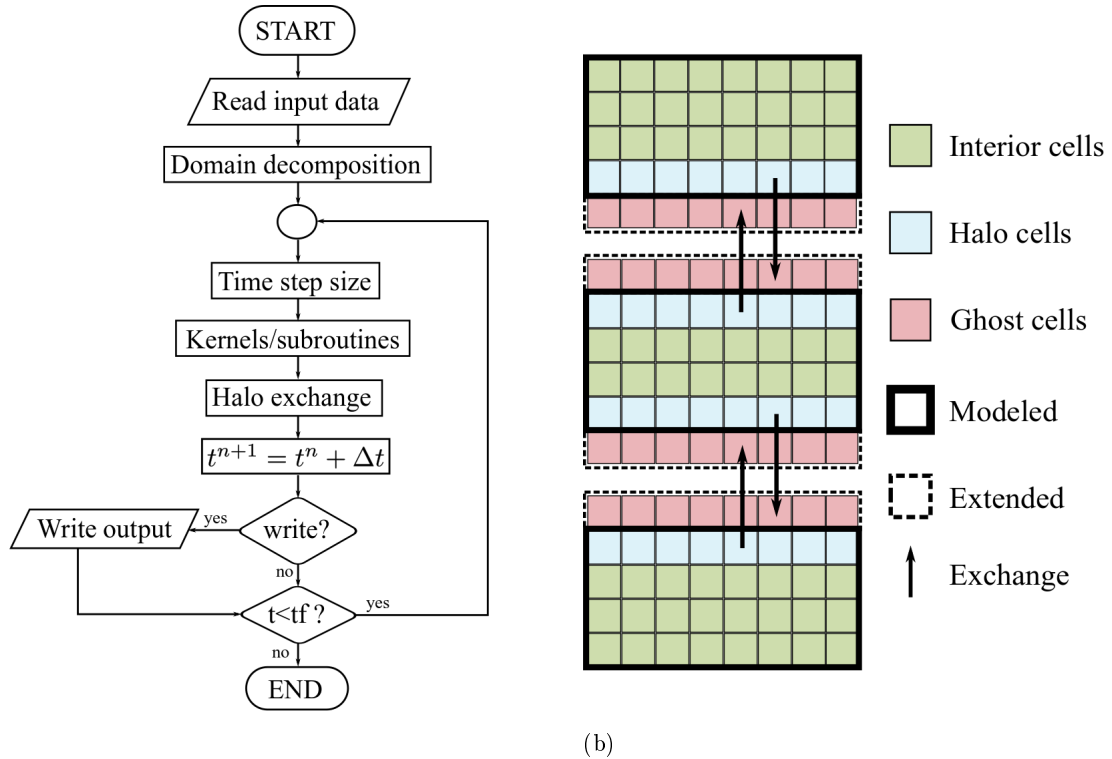 START
Read input data
Domain decomposition
Time step size
Kernels/subroutines
Halo exchange
t^{n+1} = t^n + Δt
write?
yes
Write output
no
t<tf ?
yes
no
END
Interior cells
Halo cells
Ghost cells
Modeled
Extended
Exchange
(b)